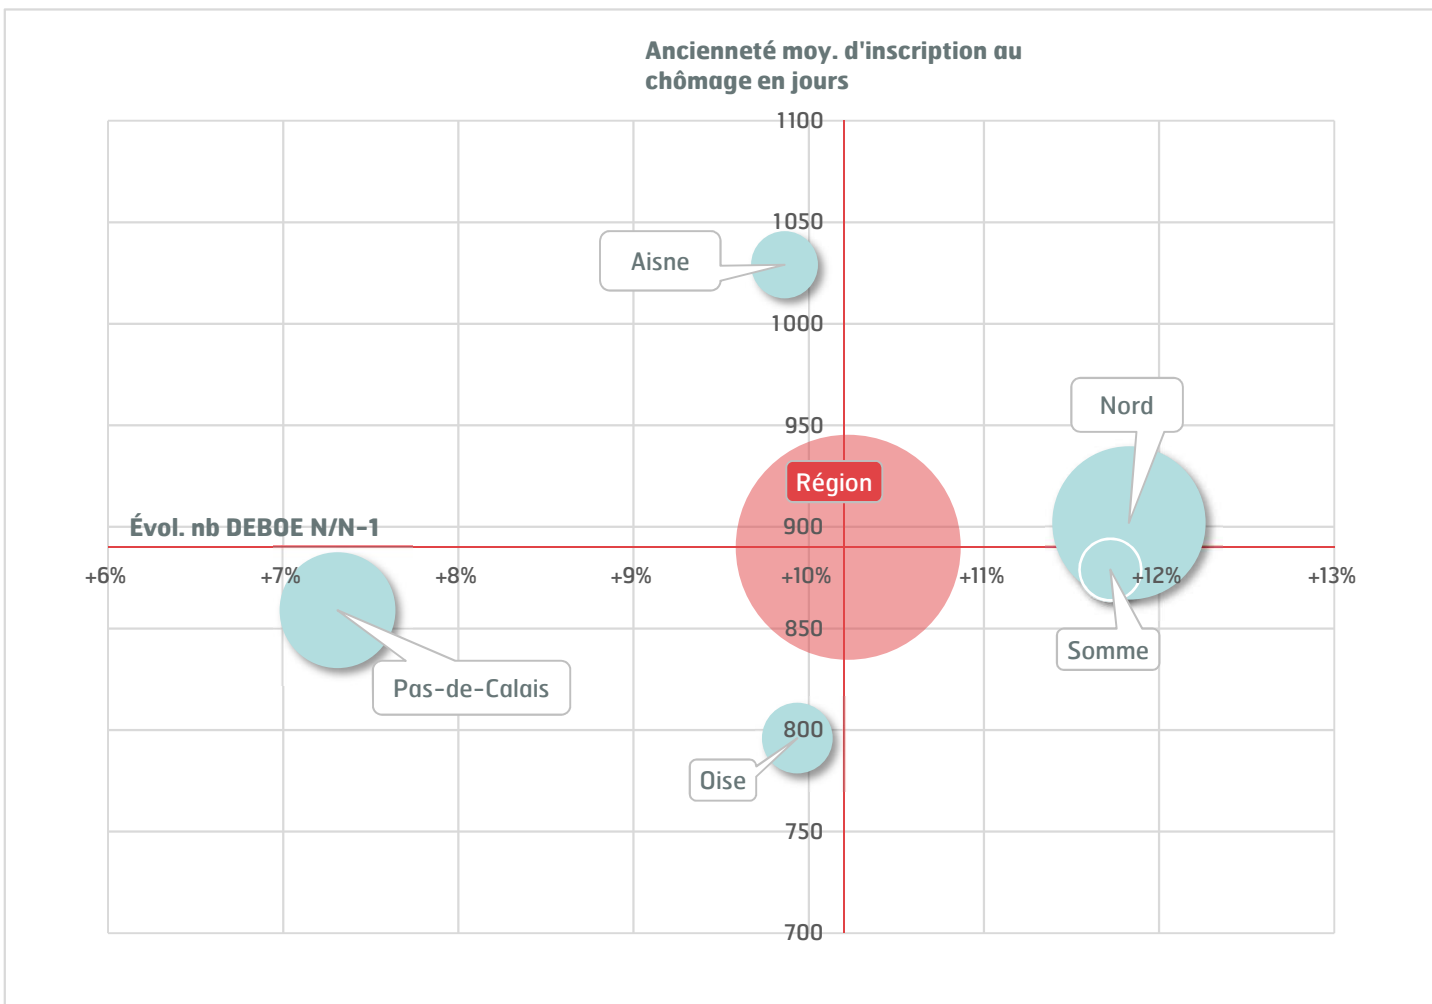 Ancienneté moy. d'inscription au
chômage en jours
1100
1050
Aisne
1000
Nord
950
Région
900
Évol. nb DEBOE N/N-1
+6%
+7%
+8%
+9%
+10%
+11%
+12%
+13%
850
Somme
Pas-de-Calais
800
Oise
750
700